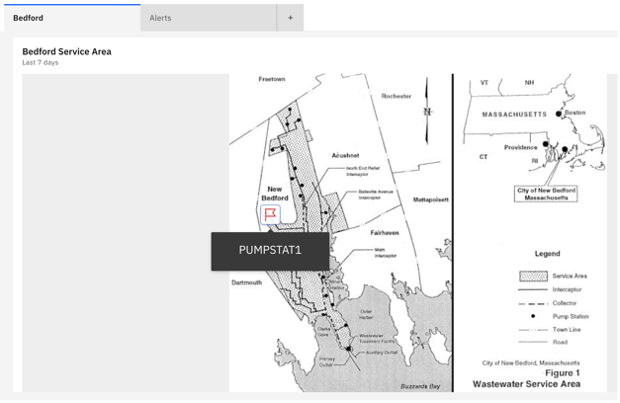 Bedford
Alerts
+
Bedford Service Area
Last 7 days
Freetown
Rochester
N
Acushnet
North End Relief
Interceptor
New
Bedford
Belleville Avenue
Interceptor
Mattapoisett
Fairhaven
PUMPSTAT1
Main
Interceptor
Dartmouth
Outer
Harbor
Clarks
Cove
Wastewater
Treatment Facility
Auxiliary Outfall
Primary
Outfall
Buzzards Bay
VT
NH
MASSACHUSETTS
Boston
Providence
CT
RI
City of New Bedford
Massachusetts
Legend
Service Area
Interceptor
Collector
Pump Station
Town Line
Road
City of New Bedford, Massachusetts
Figure 1
Wastewater Service Area